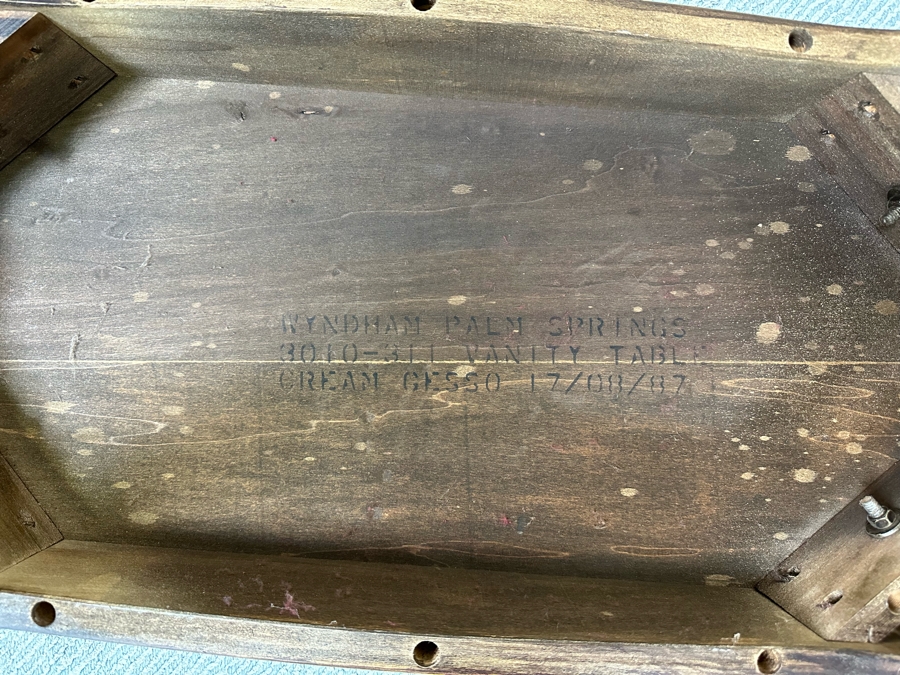 WYNDHAM PALM SPRINGS
3010-311 VANITY TABLE
CREAM GESSO 17/08/87